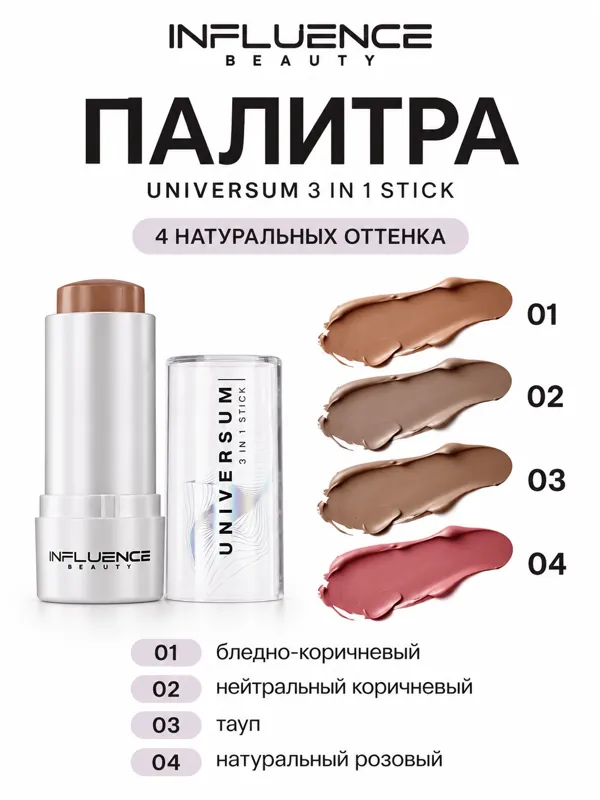 INFLUENCE
BEAUTY
ПАЛИТРА
UNIVERSUM 3 IN 1 STICK
4 НАТУРАЛЬНЫХ ОТТЕНКА
01
02
03
04
UNIVERSUM
3 IN 1 STICK
INFLUENCE
BEAUTY
01 бледно-коричневый
02 нейтральный коричневый
03 тауп
04 натуральный розовый